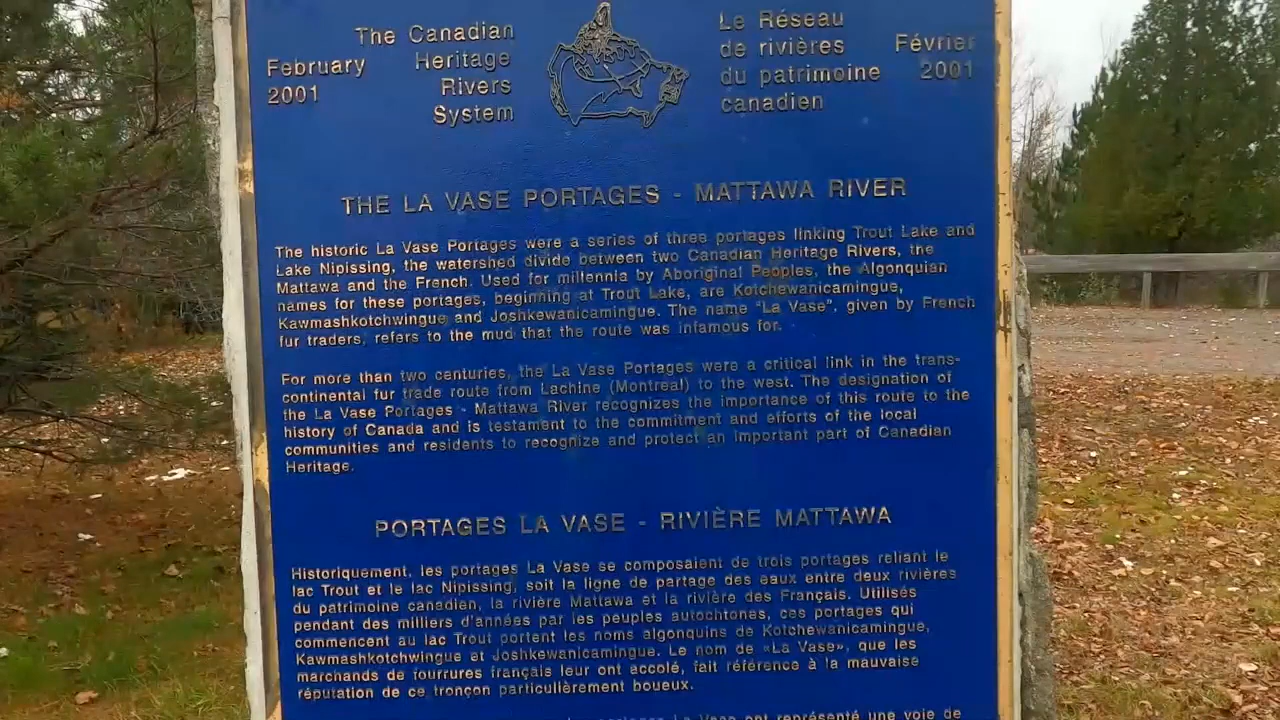 The Canadian
Heritage
Rivers
System
February
2001
Le Réseau
de rivières
du patrimoine
canadien
Février
2001
THE LA VASE PORTAGES - MATTAWA RIVER
The historic La Vase Portages were a series of three portages linking Trout Lake and
Lake Nipissing, the watershed divide between two Canadian Heritage Rivers, the
Mattawa and the French. Used for millennia by Aboriginal Peoples, the Algonquian
names for these portages, beginning at Trout Lake, are Kotchewanicamingue,
Kawmashkotchwingue and Joshkewanicamingue. The name "La Vase", given by French
fur traders, refers to the mud that the route was infamous for.
For more than two centuries, the La Vase Portages were a critical link in the trans-
continental fur trade route from Lachine (Montreal) to the west. The designation of
the La Vase Portages - Mattawa River recognizes the importance of this route to the
history of Canada and is testament to the commitment and efforts of the local
communities and residents to recognize and protect an important part of Canadian
Heritage.
PORTAGES LA VASE - RIVIÈRE MATTAWA
Historiquement, les portages La Vase se composaient de trois portages reliant le
lac Trout et le lac Nipissing, soit la ligne de partage des eaux entre deux rivières
du patrimoine canadien, la rivière Mattawa et la rivière des Français. Utilisés
pendant des milliers d'années par les peuples autochtones, ces portages qui
commencent au lac Trout portent les noms algonquins de Kotchewanicamingue,
Kawmashkotchwingue et Joshkewanicamingue. Le nom de «La Vase», que les
marchands de fourrures français leur ont accolé, fait référence à la mauvaise
réputation de ce tronçon particulièrement boueux.
La Vase ont représenté une voie de